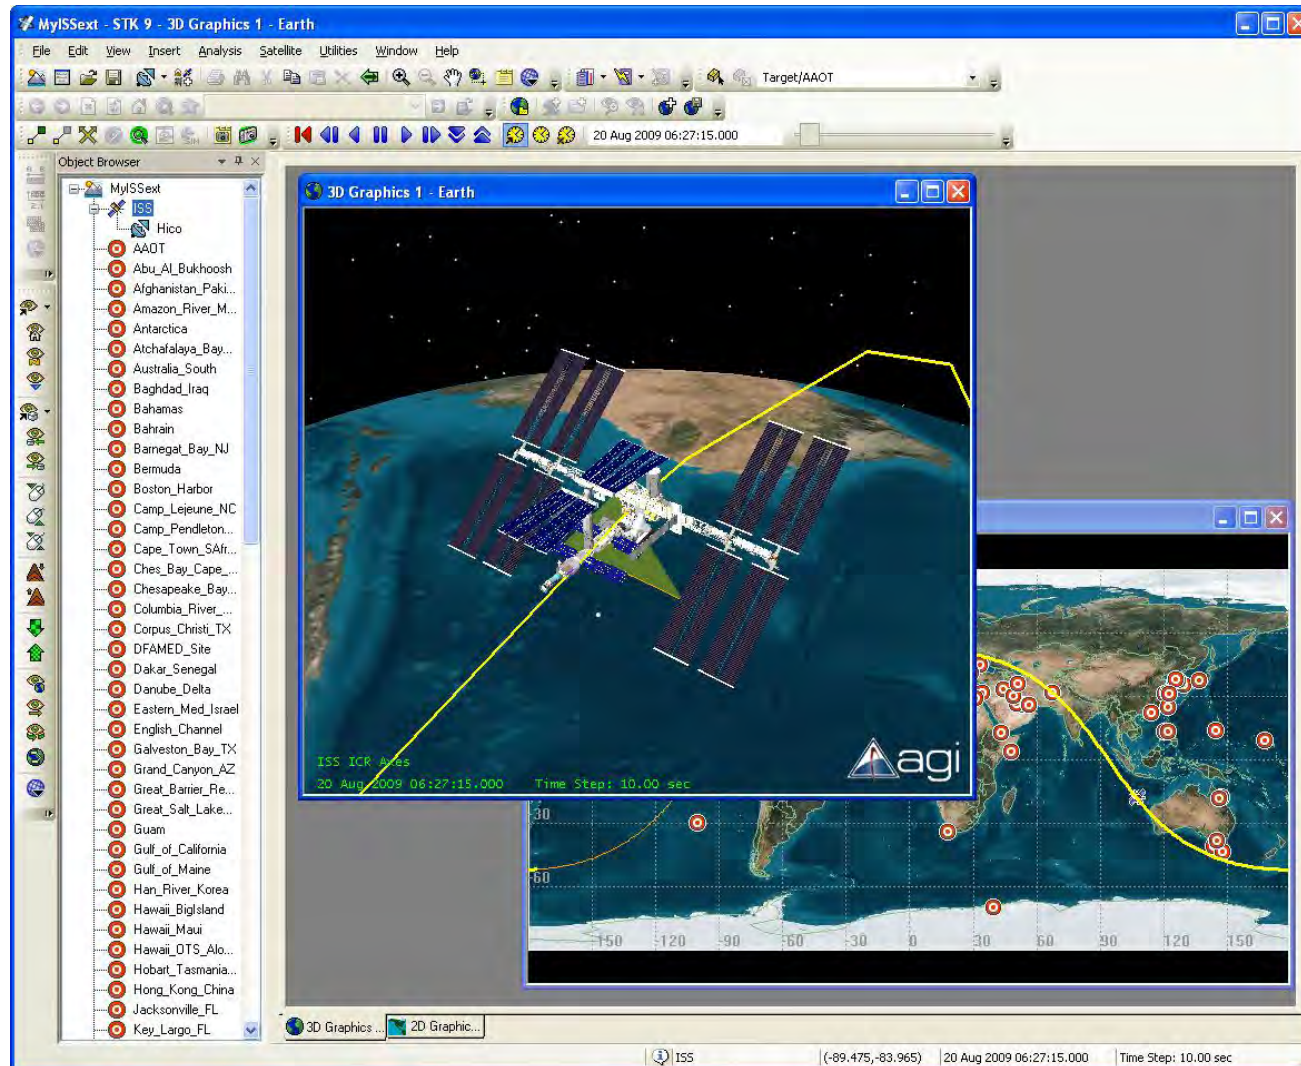 MyISSext - STK 9 - 3D Graphics 1 - Earth
File Edit View Insert Analysis Satellite Utilities Window Help
Target/AAOT
20 Aug 2009 06:27:15.000
Object Browser
MyISSext
ISS
Hico
AAOT
Abu_Al_Bukhoosh
Afghanistan_Paki...
Amazon_River_M...
Antarctica
Atchafalaya_Bay...
Australia_South
Baghdad_Iraq
Bahamas
Bahrain
Barnegat_Bay_NJ
Bermuda
Boston_Harbor
Camp_Lejeune_NC
Camp_Pendleton...
Cape_Town_SAfr...
Ches_Bay_Cape_...
Chesapeake_Bay...
Columbia_River_...
Corpus_Christi_TX
DFAMED_Site
Dakar_Senegal
Danube_Delta
Eastern_Med_Israel
English_Channel
Galveston_Bay_TX
Grand_Canyon_AZ
Great_Barrier_Re...
Great_Salt_Lake...
Guam
Gulf_of_California
Gulf_of_Maine
Han_River_Korea
Hawaii_BigIsland
Hawaii_Maui
Hawaii_OTS_Alo...
Hobart_Tasmania...
Hong_Kong_China
Jacksonville_FL
Key_Largo_FL
3D Graphics 1 - Earth
ISS ICR Axes
20 Aug 2009 06:27:15.000 Time Step: 10.00 sec
agi
-30
-60
-150 -120 -90 -60 -30 0 30 60 90 120 150
3D Graphics ... 2D Graphic...
ISS (-89.475,-83.965) 20 Aug 2009 06:27:15.000 Time Step: 10.00 sec